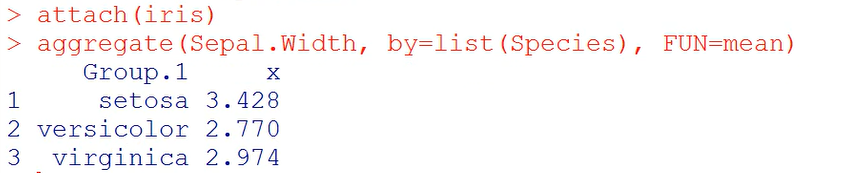 > attach(iris)
> aggregate(Sepal.Width, by=list(Species), FUN=mean)
     Group.1     x
1     setosa 3.428
2 versicolor 2.770
3  virginica 2.974